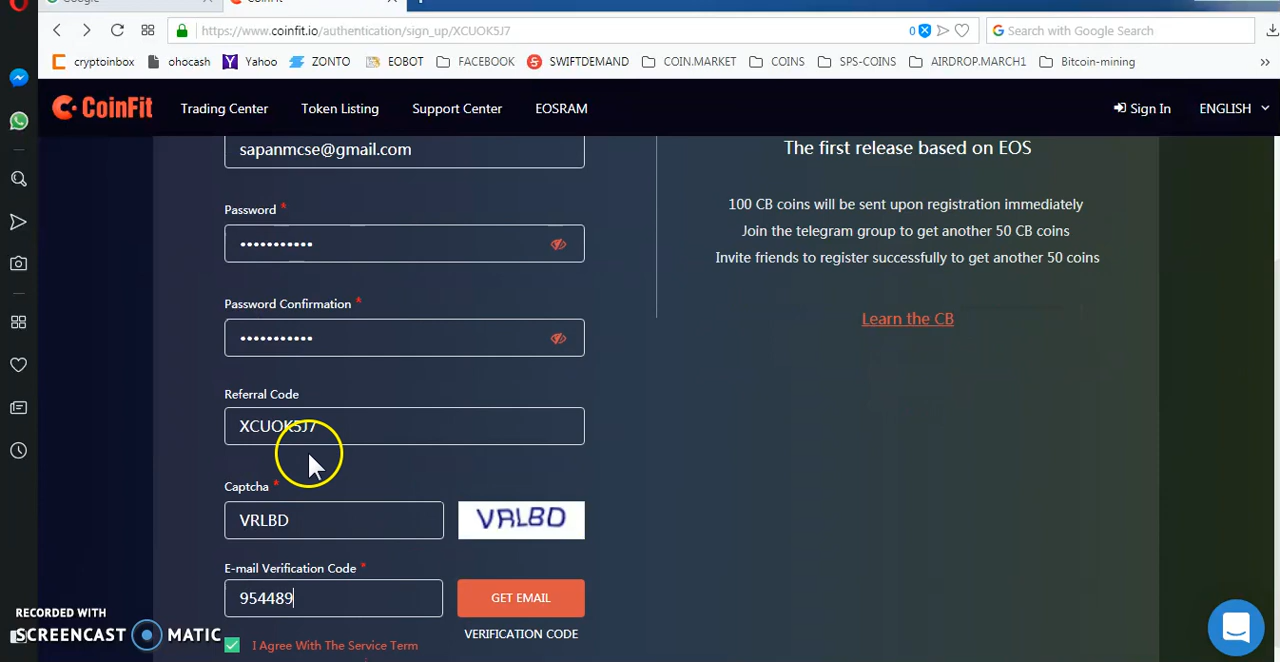 Google
CoinFit
https://www.coinfit.io/authentication/sign_up/XCUOK5J7
0
Search with Google Search
cryptoinbox
ohocash
Yahoo
ZONTO
EOBOT
FACEBOOK
SWIFTDEMAND
COIN.MARKET
COINS
SPS-COINS
AIRDROP.MARCH1
Bitcoin-mining
CoinFit
Trading Center
Token Listing
Support Center
EOSRAM
Sign In
ENGLISH
sapanmcse@gmail.com
Password *
Password Confirmation *
Referral Code
XCUOK5J7
Captcha *
VRLBD
VRLBD
E-mail Verification Code *
954489
GET EMAIL
VERIFICATION CODE
I Agree With The Service Term
The first release based on EOS
100 CB coins will be sent upon registration immediately
Join the telegram group to get another 50 CB coins
Invite friends to register successfully to get another 50 coins
Learn the CB
RECORDED WITH
SCREENCAST MATIC